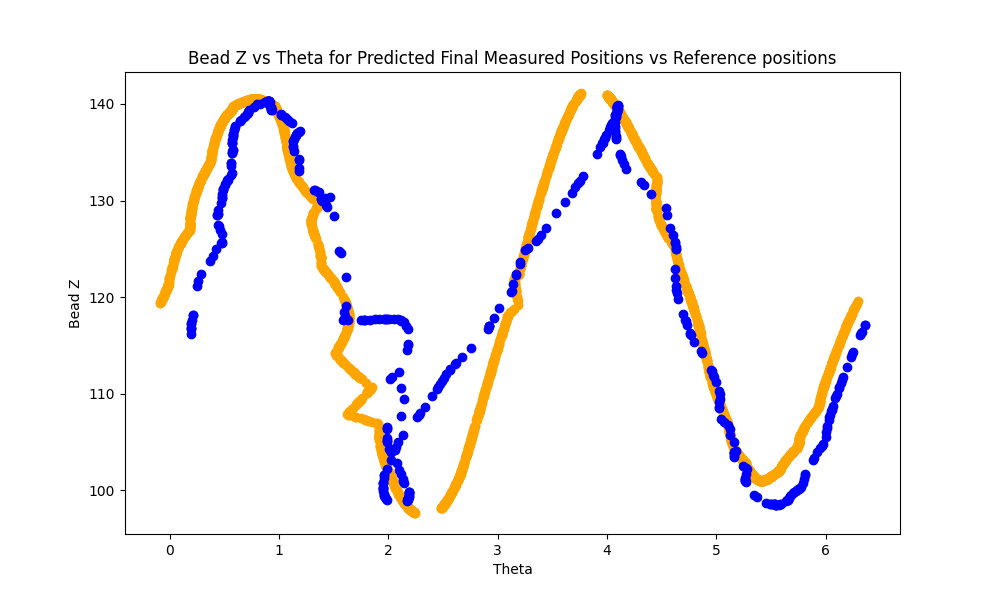 Bead Z vs Theta for Predicted Final Measured Positions vs Reference positions
140
130
120
110
100
Bead Z
0 1 2 3 4 5 6
Theta